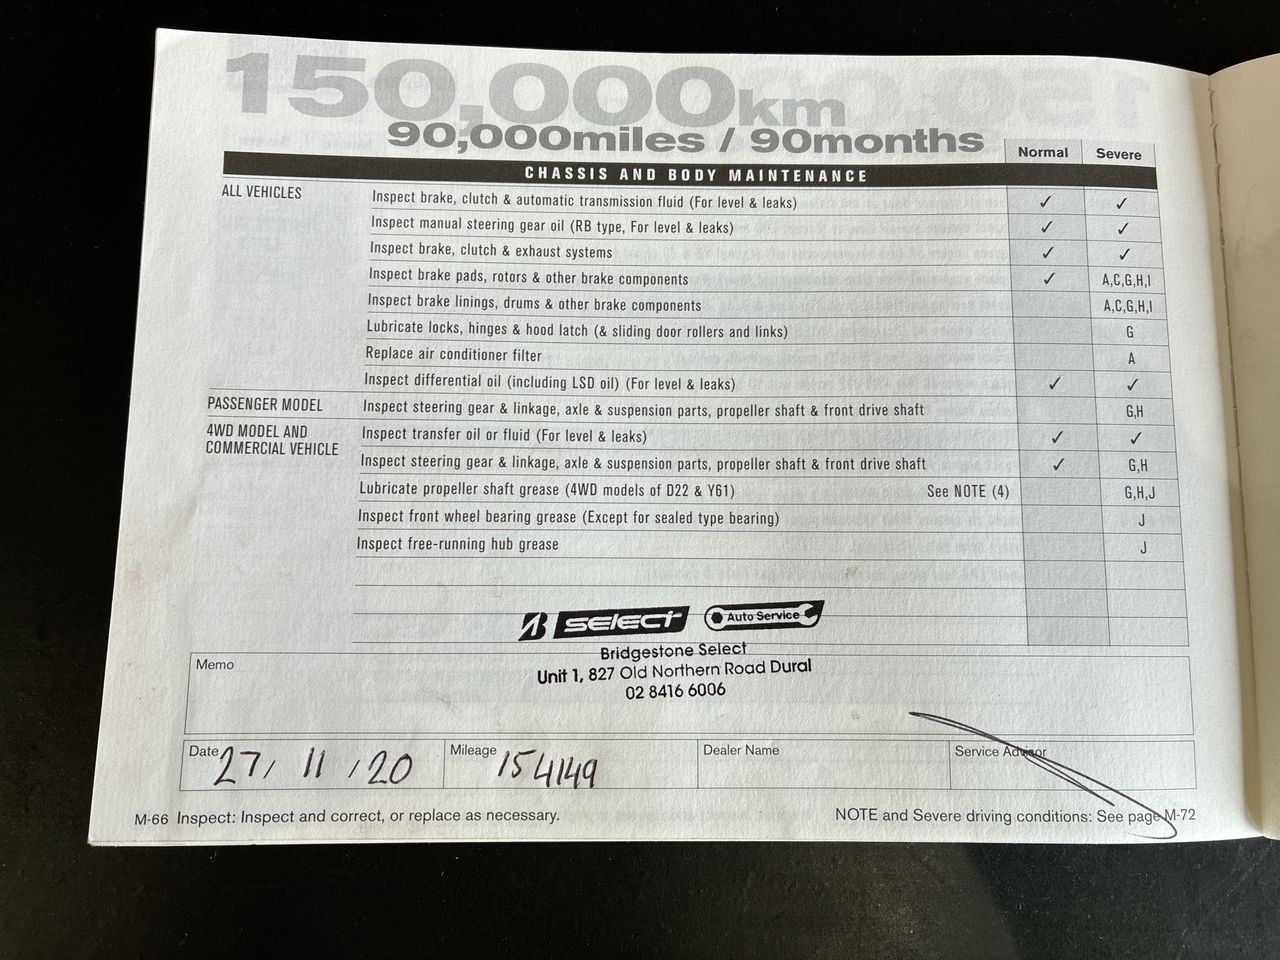 150,000km
90,000miles / 90months
Normal Severe
CHASSIS AND BODY MAINTENANCE
ALL VEHICLES Inspect brake, clutch & automatic transmission fluid (For level & leaks) ✓ ✓
Inspect manual steering gear oil (RB type, For level & leaks) ✓ ✓
Inspect brake, clutch & exhaust systems ✓ ✓
Inspect brake pads, rotors & other brake components ✓ A,C,G,H,I
Inspect brake linings, drums & other brake components A,C,G,H,I
Lubricate locks, hinges & hood latch (& sliding door rollers and links) G
Replace air conditioner filter A
Inspect differential oil (including LSD oil) (For level & leaks) ✓ ✓
PASSENGER MODEL Inspect steering gear & linkage, axle & suspension parts, propeller shaft & front drive shaft G,H
4WD MODEL AND Inspect transfer oil or fluid (For level & leaks) ✓ ✓
COMMERCIAL VEHICLE Inspect steering gear & linkage, axle & suspension parts, propeller shaft & front drive shaft ✓ G,H
Lubricate propeller shaft grease (4WD models of D22 & Y61) See NOTE (4) G,H,J
Inspect front wheel bearing grease (Except for sealed type bearing) J
Inspect free-running hub grease J
B SELECT Auto Service
Bridgestone Select
Memo
Unit 1, 827 Old Northern Road Dural
02 8416 6006
Date 27/ 11 /20 Mileage 154149 Dealer Name Service Advisor
M-66 Inspect: Inspect and correct, or replace as necessary. NOTE and Severe driving conditions: See page M-72